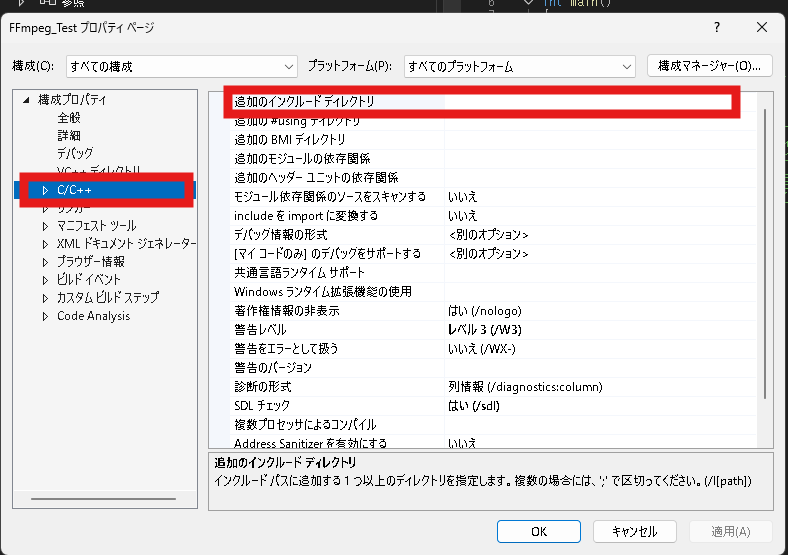 参照
6
int main()
7
FFmpeg_Test プロパティ ページ
?
構成(C):
すべての構成
プラットフォーム(P):
すべてのプラットフォーム
構成マネージャー(O)...
構成プロパティ
全般
詳細
デバッグ
VC++ ディレクトリ
C/C++
リンカー
マニフェスト ツール
XML ドキュメント ジェネレーター
ブラウザー情報
ビルド イベント
カスタム ビルド ステップ
Code Analysis
追加のインクルード ディレクトリ
追加の #using ディレクトリ
追加の BMI ディレクトリ
追加のモジュールの依存関係
追加のヘッダー ユニットの依存関係
モジュール依存関係のソースをスキャンする いいえ
include を import に変換する いいえ
デバッグ情報の形式 <別のオプション>
[マイ コードのみ] のデバッグをサポートする <別のオプション>
共通言語ランタイム サポート
Windows ランタイム拡張機能の使用
著作権情報の非表示 はい (/nologo)
警告レベル レベル 3 (/W3)
警告をエラーとして扱う いいえ (/WX-)
警告のバージョン
診断の形式 列情報 (/diagnostics:column)
SDL チェック はい (/sdl)
複数プロセッサによるコンパイル
Address Sanitizer を有効にする いいえ
追加のインクルード ディレクトリ
インクルード パスに追加する 1 つ以上のディレクトリを指定します。複数の場合には、';' で区切ってください。(/I[path])
OK
キャンセル
適用(A)